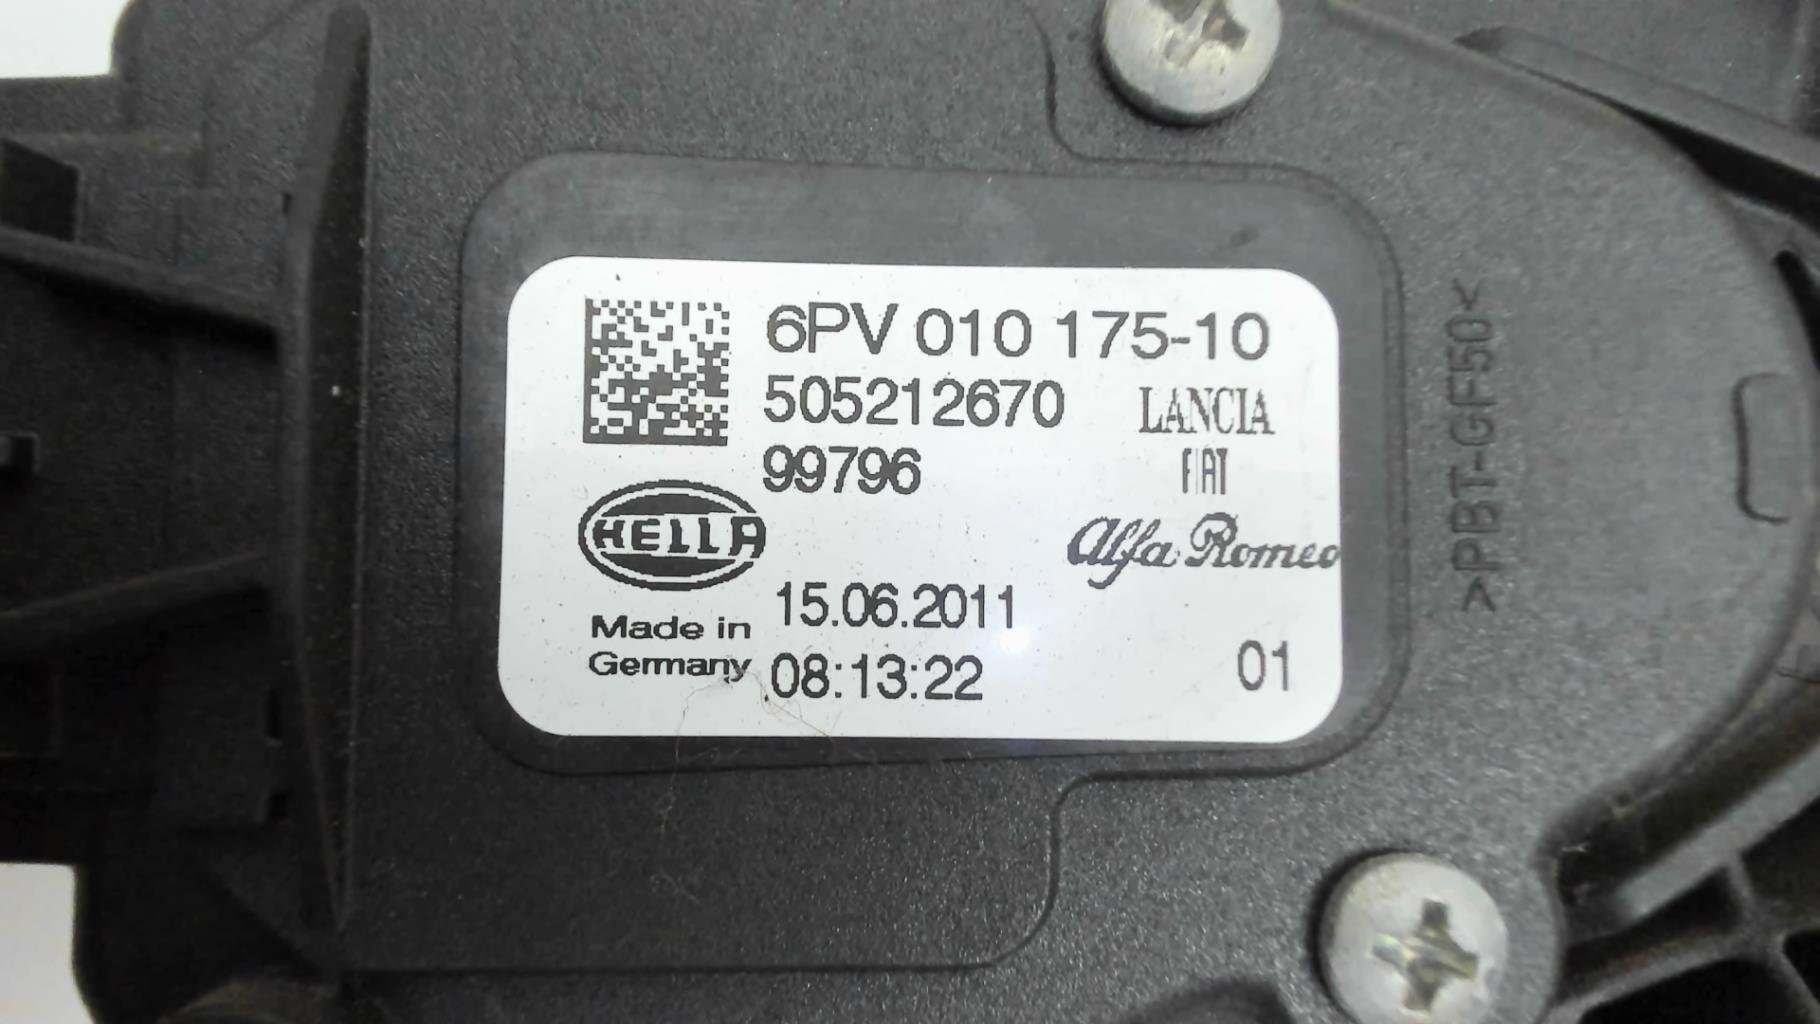 6PV 010 175-10
505212670
LANCIA
99796
FIAT
HELLA
Alfa Romeo
Made in
Germany
15.06.2011
08:13:22
01
>PBT-GF50<